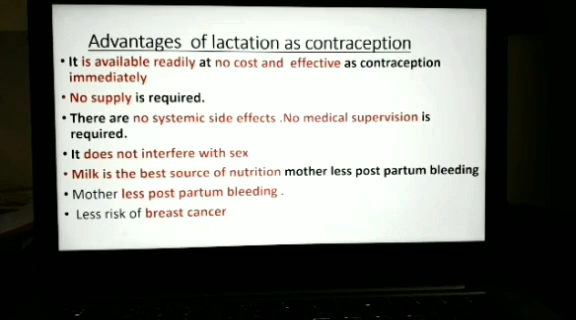 Advantages of lactation as contraception
• It is available readily at no cost and effective as contraception
immediately
• No supply is required.
• There are no systemic side effects .No medical supervision is
required.
• It does not interfere with sex
• Milk is the best source of nutrition mother less post partum bleeding
• Mother less post partum bleeding .
• Less risk of breast cancer